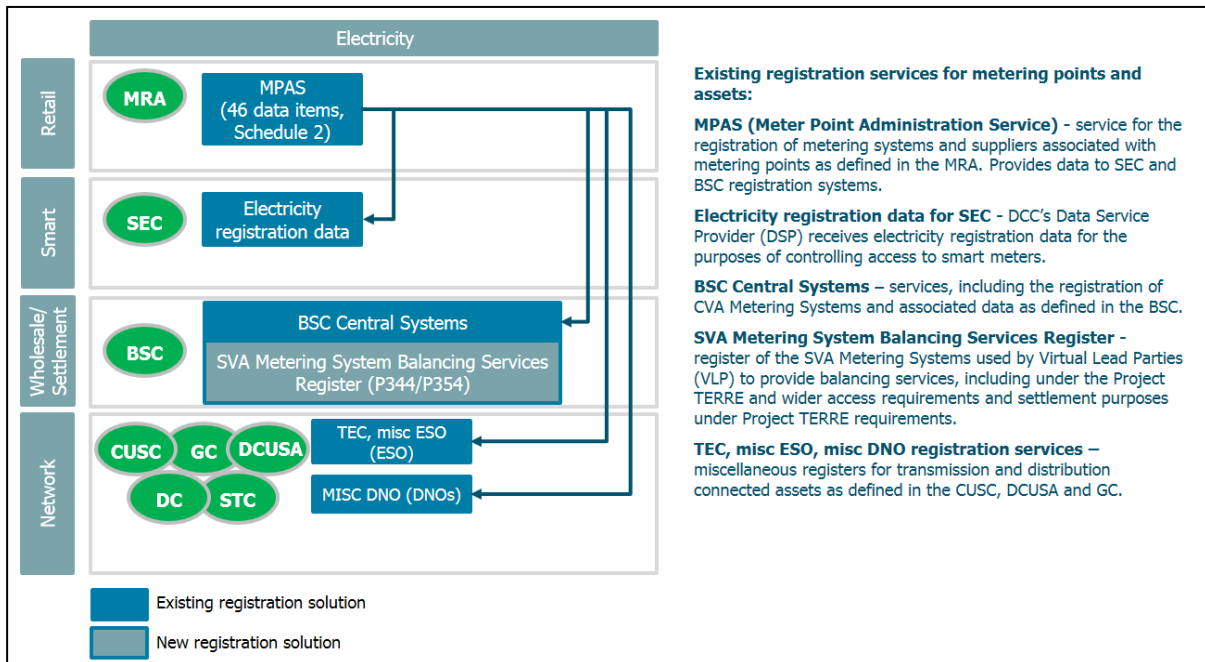 Electricity
Retail
MRA
MPAS
(46 data items,
Schedule 2)
Smart
SEC
Electricity
registration data
Wholesale/
Settlement
BSC
BSC Central Systems
SVA Metering System Balancing Services
Register (P344/P354)
Network
CUSC
GC
DCUSA
DC
STC
TEC, misc ESO
(ESO)
MISC DNO (DNOs)
Existing registration solution
New registration solution
Existing registration services for metering points and
assets:
MPAS (Meter Point Administration Service) - service for the
registration of metering systems and suppliers associated with
metering points as defined in the MRA. Provides data to SEC and
BSC registration systems.
Electricity registration data for SEC - DCC's Data Service
Provider (DSP) receives electricity registration data for the
purposes of controlling access to smart meters.
BSC Central Systems – services, including the registration of
CVA Metering Systems and associated data as defined in the BSC.
SVA Metering System Balancing Services Register -
register of the SVA Metering Systems used by Virtual Lead Parties
(VLP) to provide balancing services, including under the Project
TERRE and wider access requirements and settlement purposes
under Project TERRE requirements.
TEC, misc ESO, misc DNO registration services –
miscellaneous registers for transmission and distribution
connected assets as defined in the CUSC, DCUSA and GC.